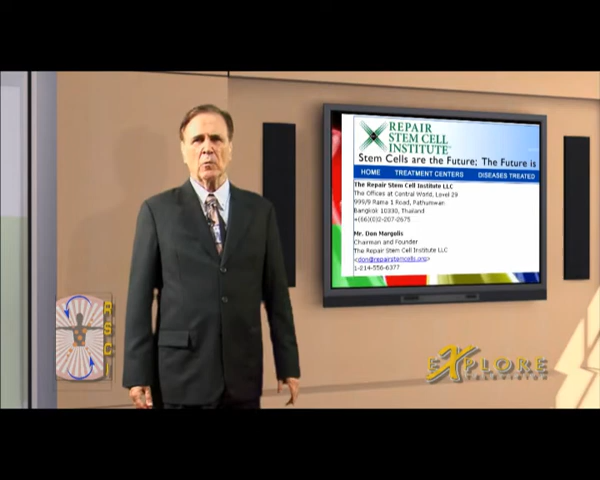 REPAIR
STEM CELL
INSTITUTE
Stem Cells are the Future; The Future is
HOME TREATMENT CENTERS DISEASES TREATED
The Repair Stem Cell Institute LLC
The Offices at Central World, Level 29
999/9 Rama 1 Road, Pathumwan
Bangkok 10330, Thailand
+(66)(0)2-207-2675
Mr. Don Margolis
Chairman and Founder
The Repair Stem Cell Institute LLC
<don@repairstemcells.org>
1-214-556-6377
RSCI
EXPLORE
TELEVISION